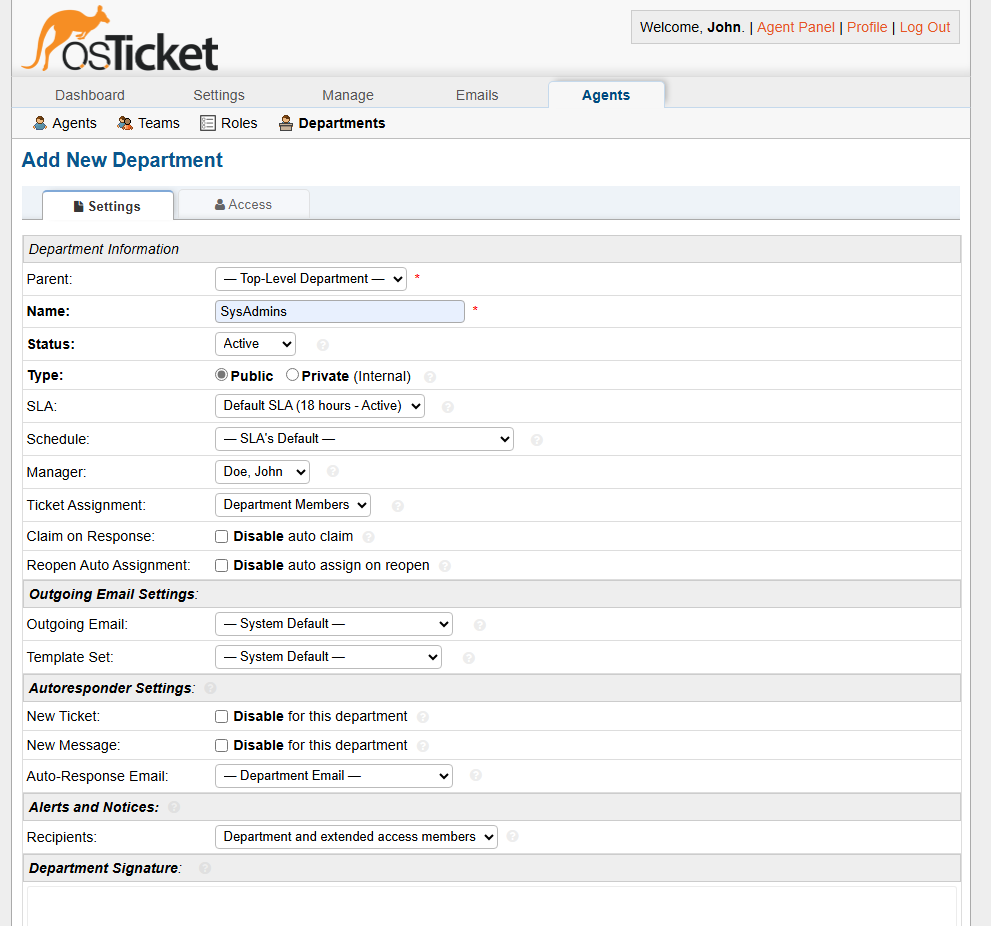 osTicket
Welcome, John. | Agent Panel | Profile | Log Out
Dashboard Settings Manage Emails Agents
Agents Teams Roles Departments
Add New Department
Settings Access
Department Information
Parent: — Top-Level Department — *
Name: SysAdmins *
Status: Active ?
Type: Public Private (Internal) ?
SLA: Default SLA (18 hours - Active) ?
Schedule: — SLA's Default — ?
Manager: Doe, John ?
Ticket Assignment: Department Members ?
Claim on Response: Disable auto claim ?
Reopen Auto Assignment: Disable auto assign on reopen ?
Outgoing Email Settings:
Outgoing Email: — System Default — ?
Template Set: — System Default — ?
Autoresponder Settings: ?
New Ticket: Disable for this department ?
New Message: Disable for this department ?
Auto-Response Email: — Department Email — ?
Alerts and Notices: ?
Recipients: Department and extended access members ?
Department Signature: ?